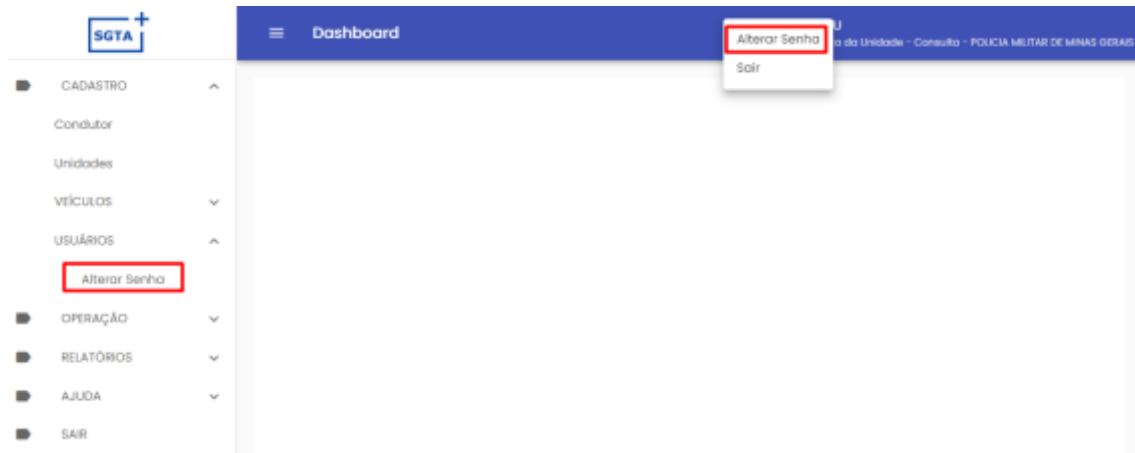 SGTA
Dashboard
U
Alterar Senha
o da Unidade - Consulta - POLICIA MILITAR DE MINAS GERAIS
Sair
CADASTRO
Condutor
Unidades
VEÍCULOS
USUÁRIOS
Alterar Senha
OPERAÇÃO
RELATÓRIOS
AJUDA
SAIR